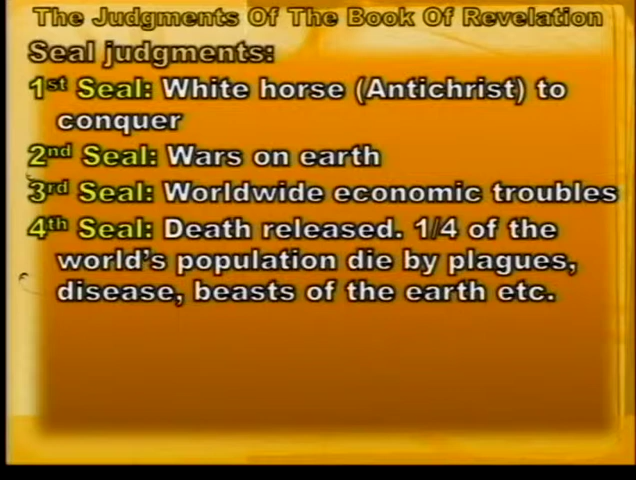 The Judgments Of The Book Of Revelation
Seal judgments:
1st Seal: White horse (Antichrist) to
conquer
2nd Seal: Wars on earth
3rd Seal: Worldwide economic troubles
4th Seal: Death released. 1/4 of the
world's population die by plagues,
disease, beasts of the earth etc.